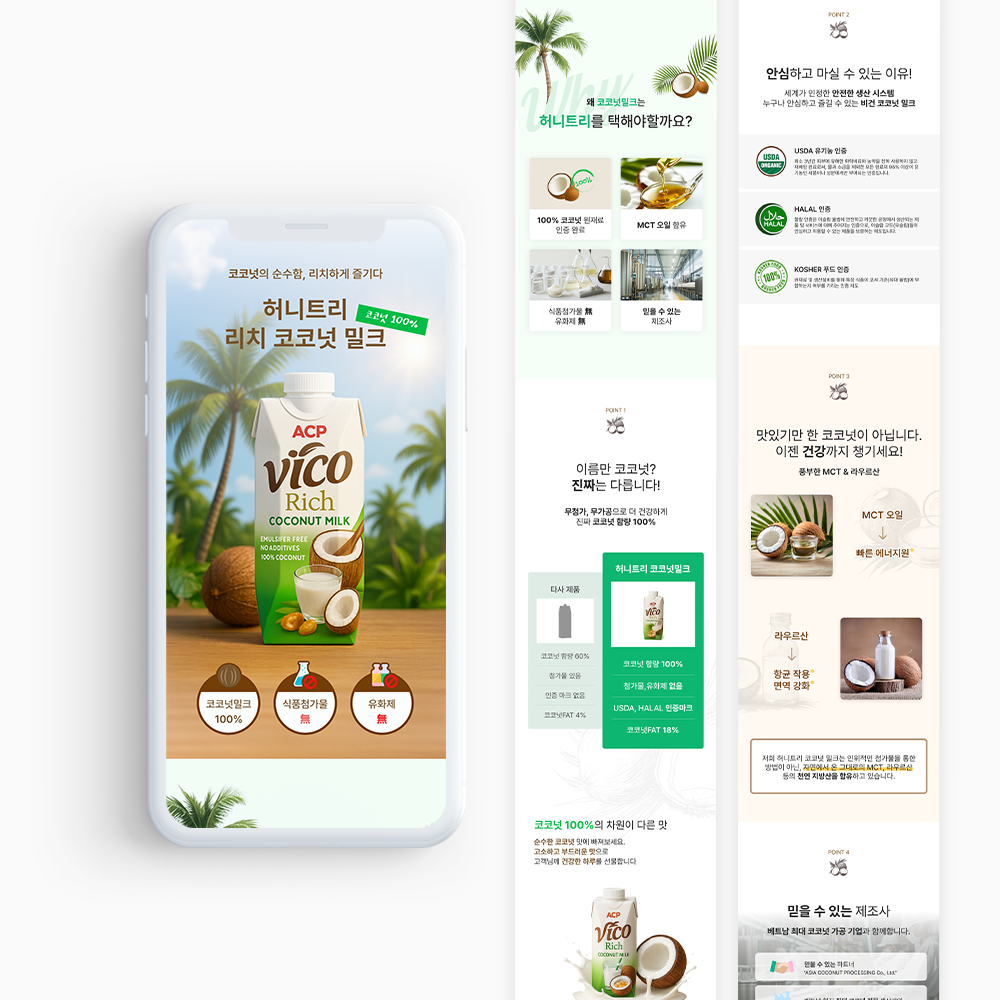 코코넛의 순수함, 리치하게 즐기다
허니트리
코코넛 100%
리치 코코넛 밀크
ACP
vico
Rich
COCONUT MILK
EMULSIFER FREE
NO ADDITIVES
100% COCONUT
코코넛밀크
100%
식품첨가물
無
유화제
無
Why
왜 코코넛밀크는
허니트리를 택해야할까요?
100%
100% 코코넛 원재료
인증 완료
MCT 오일 함유
식품첨가물 無
유화제 無
믿을 수 있는
제조사
POINT 1
이름만 코코넛?
진짜는 다릅니다!
무첨가, 무가공으로 더 건강하게
진짜 코코넛 함량 100%
타사 제품
코코넛 함량 60%
첨가물 있음
인증 마크 없음
코코넛FAT 4%
허니트리 코코넛밀크
ACP
vico
Rich
코코넛 함량 100%
첨가물,유화제 없음
USDA, HALAL 인증마크
코코넛FAT 18%
코코넛 100%의 차원이 다른 맛
순수한 코코넛 맛에 빠져보세요.
고소하고 부드러운 맛으로
고객님께 건강한 하루를 선물합니다
ACP
vico
Rich
COCONUT MILK
POINT 2
안심하고 마실 수 있는 이유!
세계가 인정한 안전한 생산 시스템
누구나 안심하고 즐길 수 있는 비건 코코넛 밀크
USDA
ORGANIC
USDA 유기농 인증
حلال
HALAL
HALAL 인증
100%
KOSHER 푸드 인증
POINT 3
맛있기만 한 코코넛이 아닙니다.
이젠 건강까지 챙기세요!
풍부한 MCT & 라우르산
MCT 오일
빠른 에너지원
라우르산
항균 작용
면역 강화
저희 허니트리 코코넛 밀크는 인위적인 첨가물을 통한
방법이 아닌, 자연에서 온 그대로의 MCT, 라우르산
등의 천연 지방산을 함유하고 있습니다.
POINT 4
믿을 수 있는 제조사
베트남 최대 코코넛 가공 기업과 함께합니다.
믿을 수 있는 파트너
"ASIA COCONUT PROCESSING Co., Ltd."